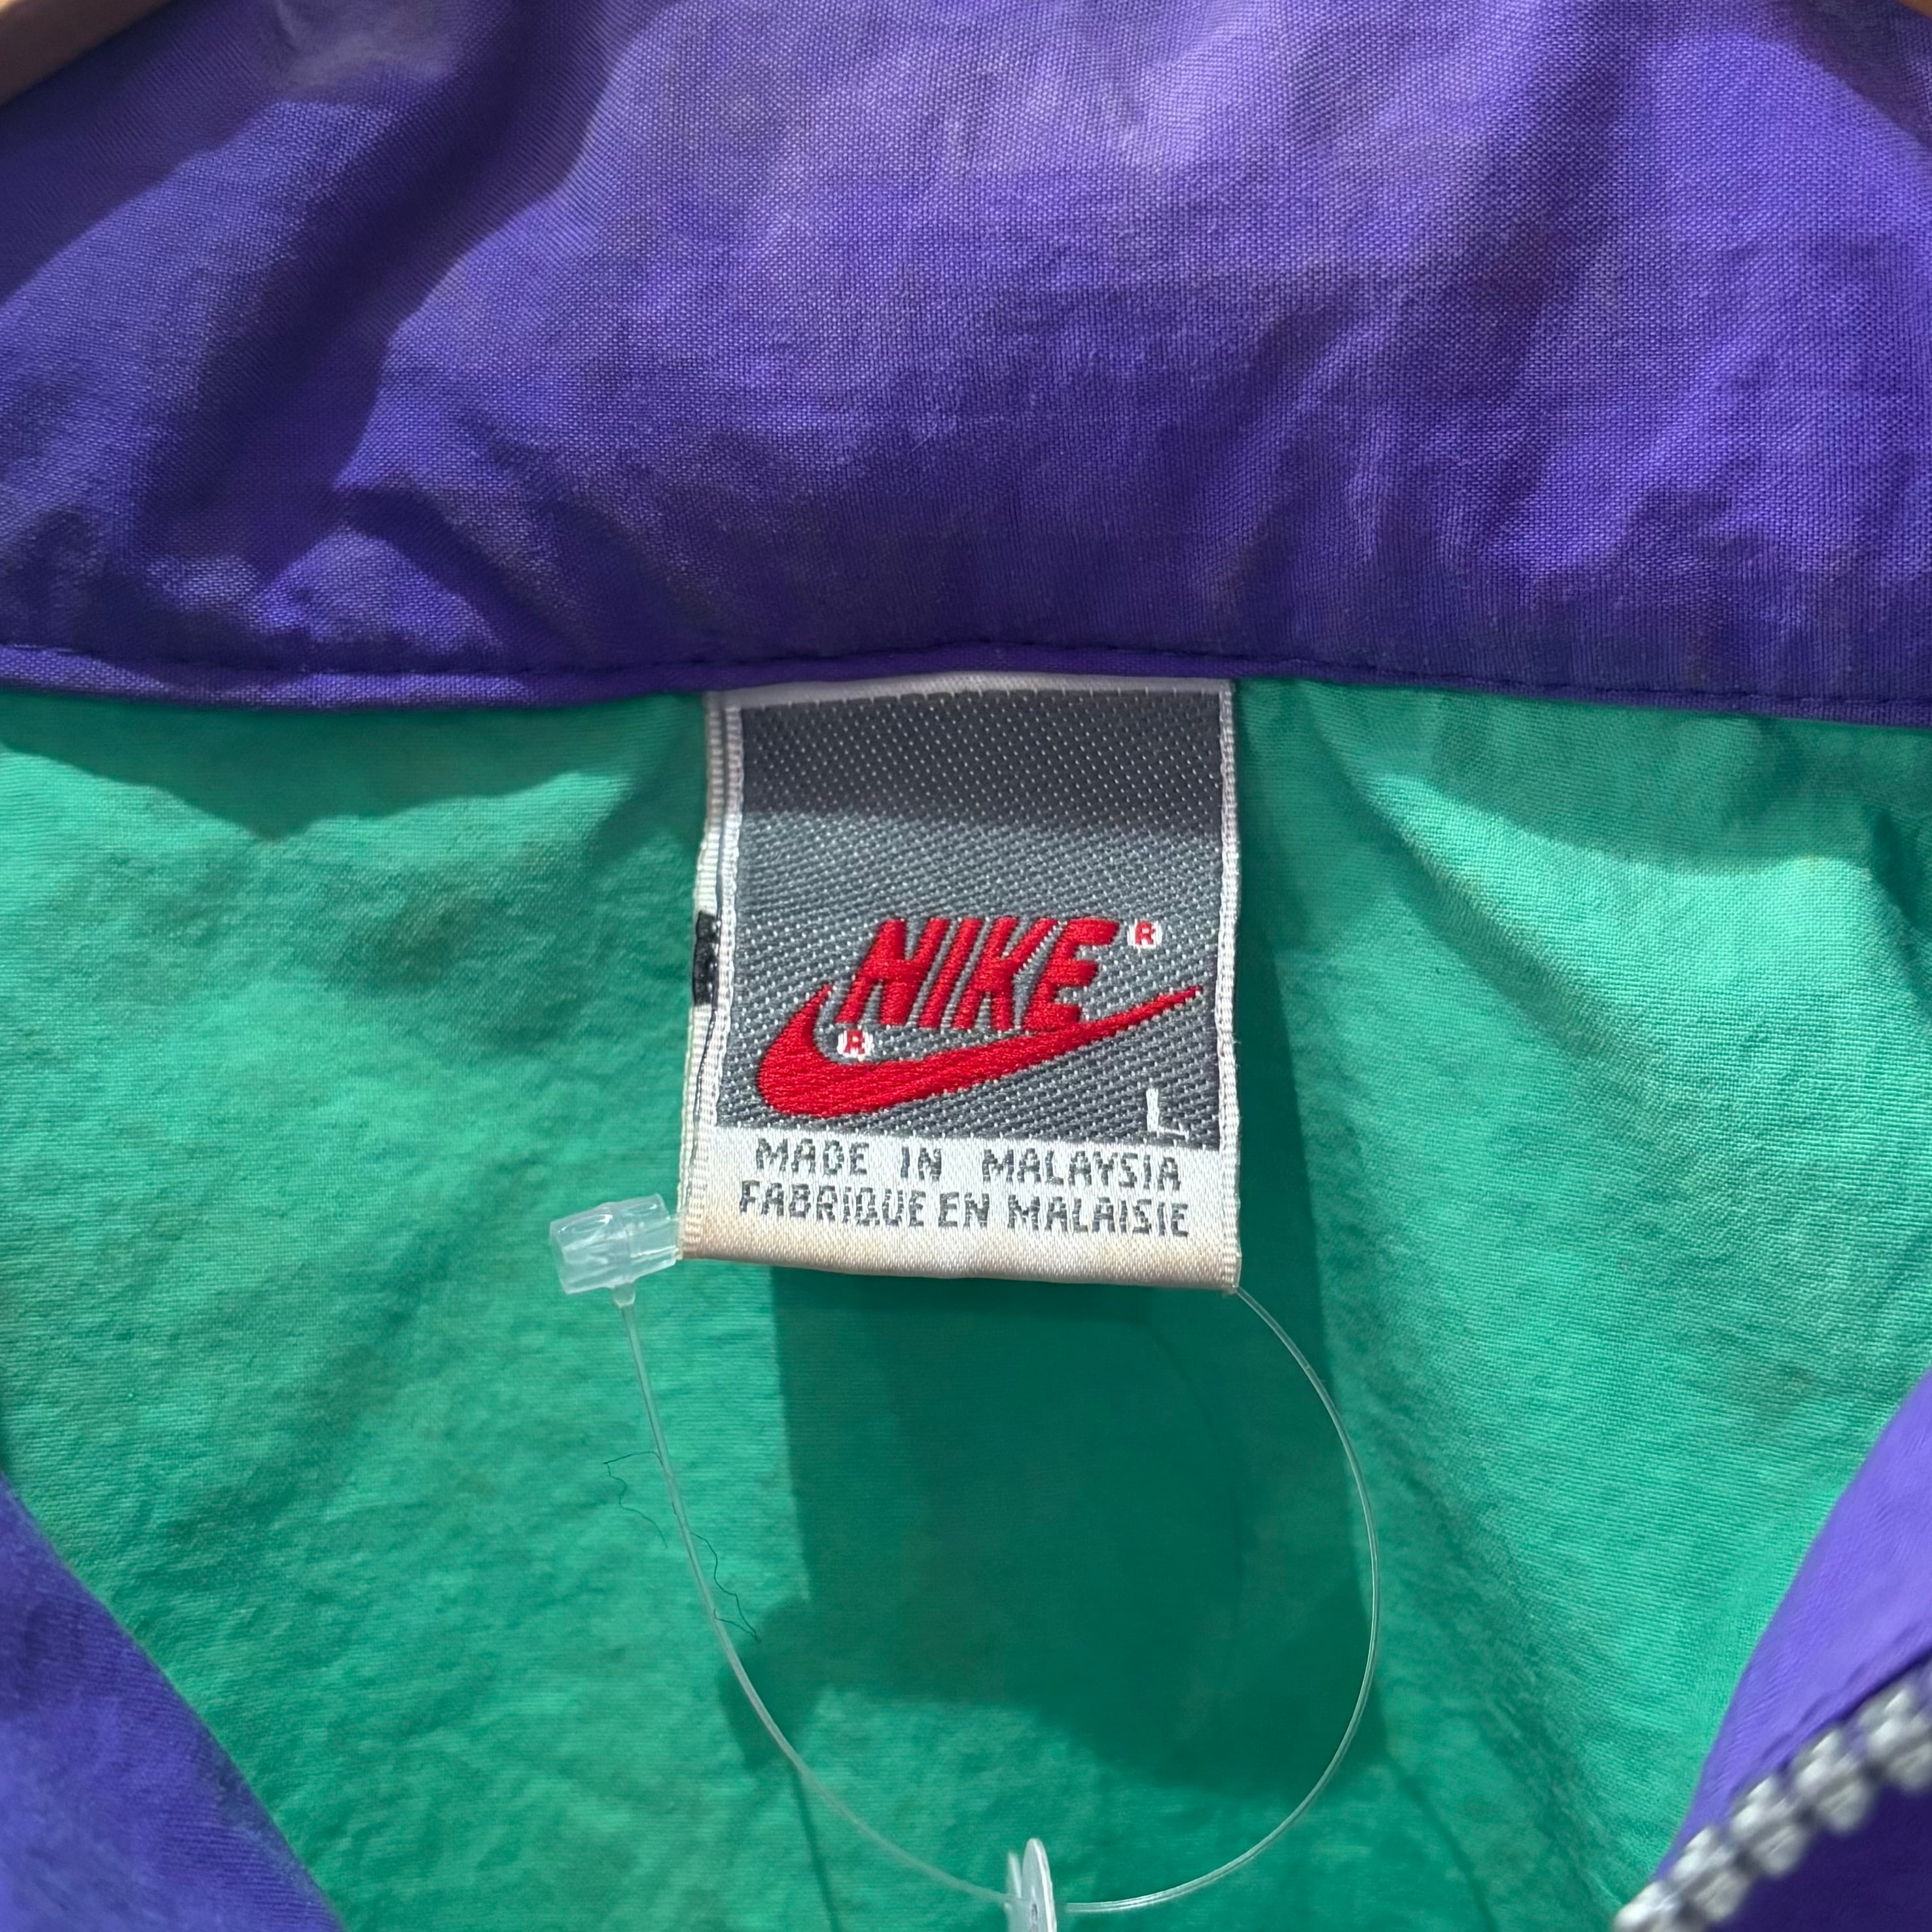 NIKE®
®
L
MADE IN MALAYSIA
FABRIQUE EN MALAISIE